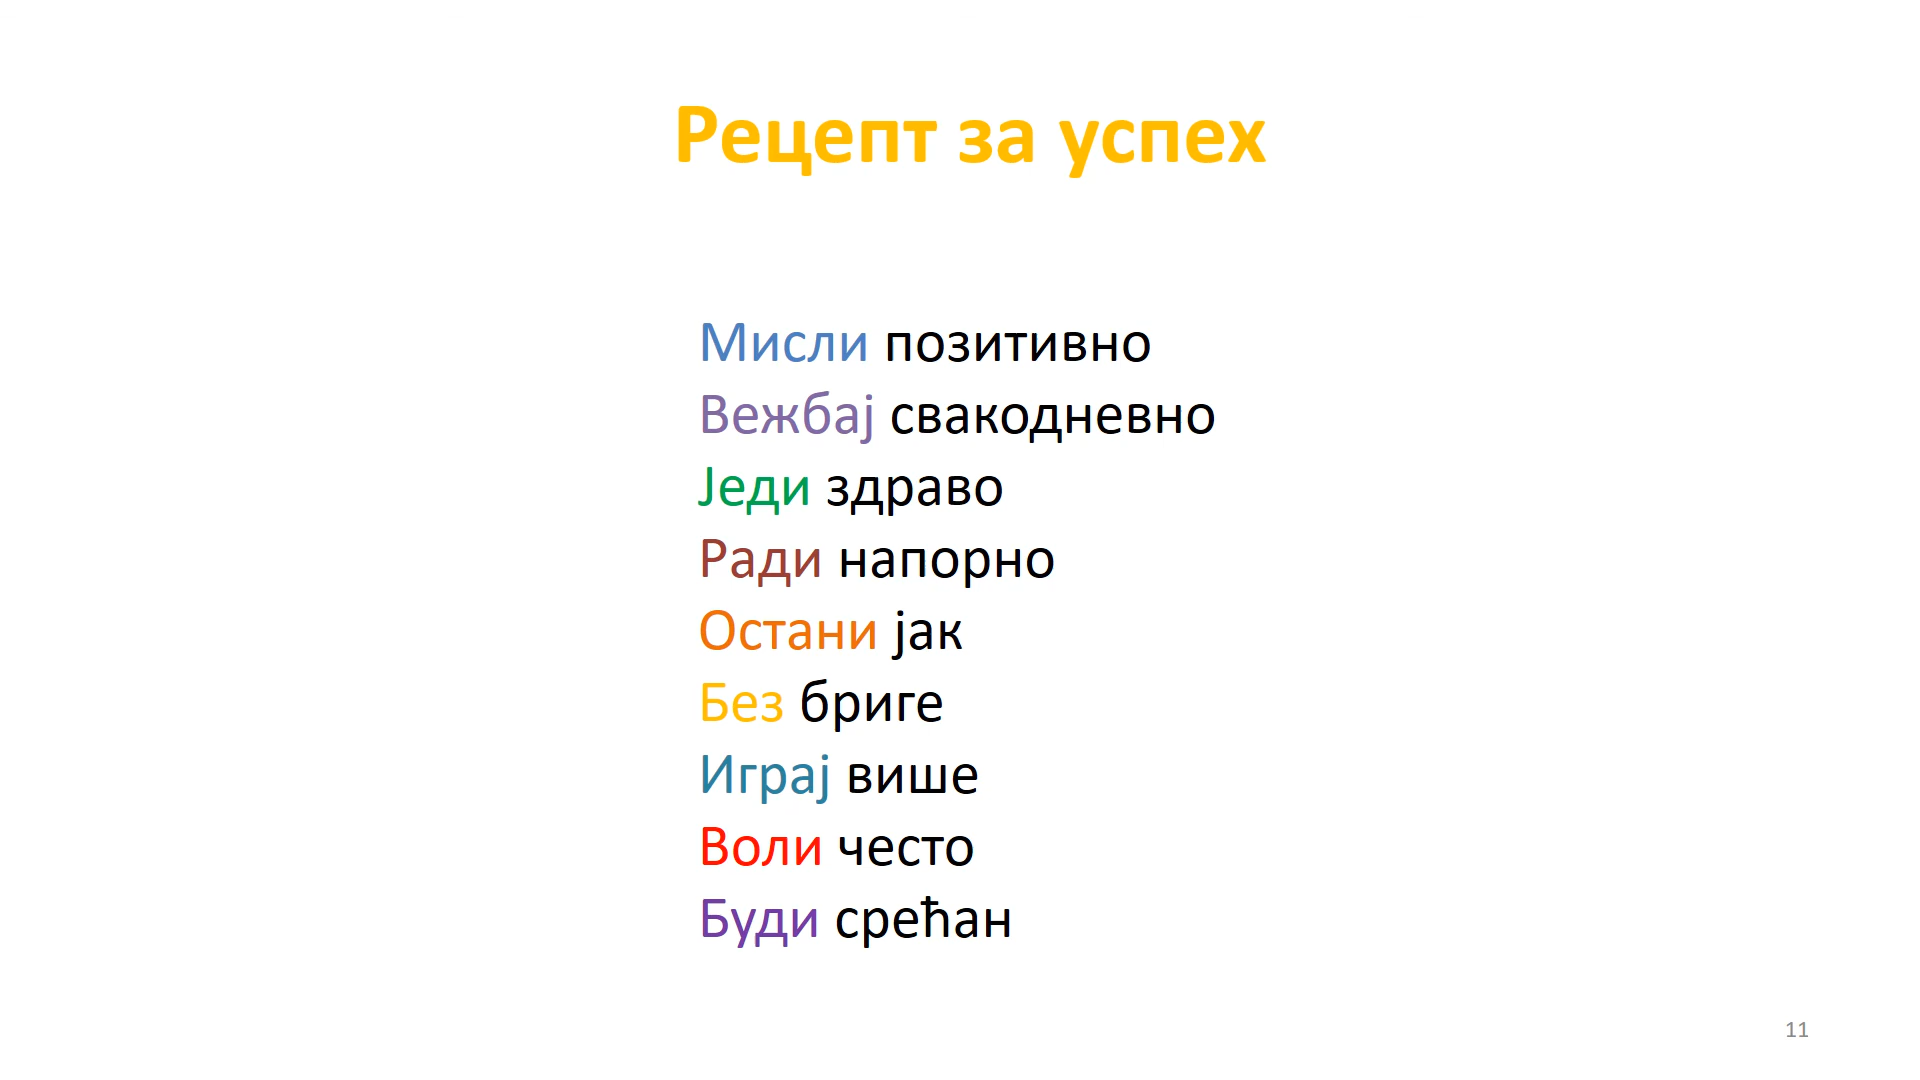 Рецепт за успех
Мисли позитивно
Вежбај свакодневно
Једи здраво
Ради напорно
Остани јак
Без бриге
Играј више
Воли често
Буди срећан
11